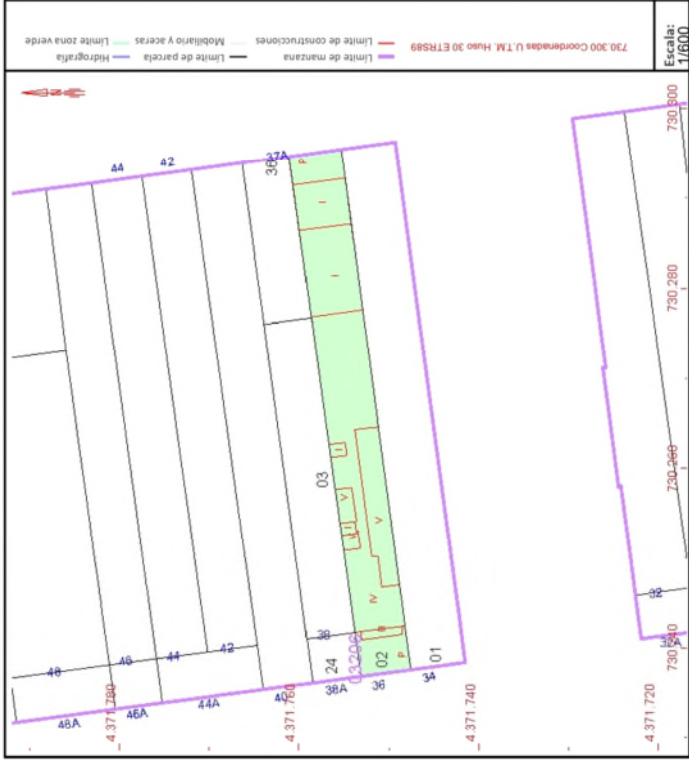 730.300 Coordenadas U.T.M. Huso 30 ETRS89
Límite de manzana
Límite de construcciones
Límite de parcela
Mobiliario y aceras
Hidrografía
Límite zona verde
Escala:
1/600
N
44
42
37A
36
P
I
I
I
03
V
I
V
IV
P
48
46
44
42
38
24
03206
02
01
48A
46A
44A
40
38A
36
34
32
4.371.780
4.371.760
4.371.740
4.371.720
730.240
730.260
730.280
730.300